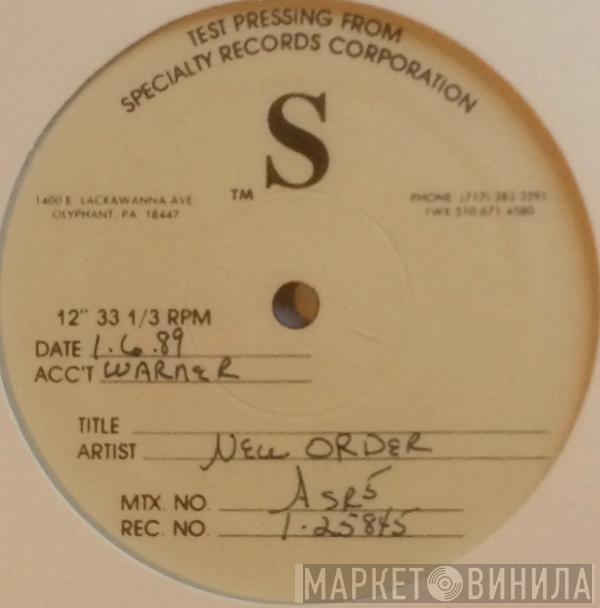 TEST PRESSING FROM
SPECIALTY RECORDS CORPORATION
S
TM
1400 E. LACKAWANNA AVE.
OLYPHANT, PA. 18447
PHONE: (717) 383-3291
TWX 510-671-4580
12" 33 1/3 RPM
DATE 1.6.89
ACC'T WARNER
TITLE
ARTIST NEW ORDER
MTX. NO. A SR5
REC. NO. 1-25845
МАРКЕТ ВИНИЛА